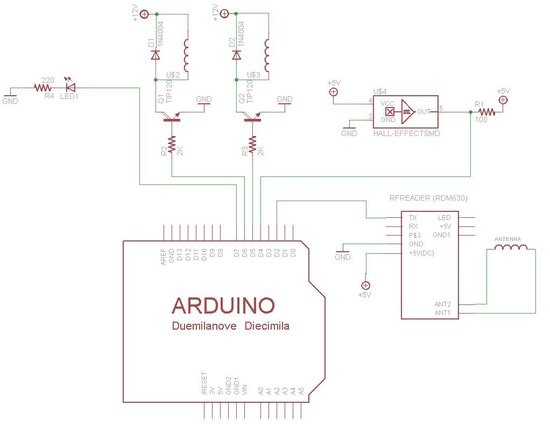 +12V
+12V
D1
1N4004
D2
1N4004
U$2
U$3
Q1
TIP120
Q2
TIP120
GND
GND
220
R4
LED1
GND
R2
2K
R3
2K
+5V
U$4
VCC
GND
OUT
4
2
5
HALL-EFFECTSMD
GND
R1
100
+5V
RFREADER (RDM630)
TX
RX
P$3
GND
+5V(DC)
LED
+5V
GND1
ANT2
ANT1
ANTERNA
GND
+5V
AREF
GND
D13
D12
D11
D10
D9
D8
D7
D6
D5
D4
D3
D2
D1
D0
ARDUINO
Duemilanove Diecimila
/RESET
3V
5V
GND2
GND1
VIN
A0
A1
A2
A3
A4
A5